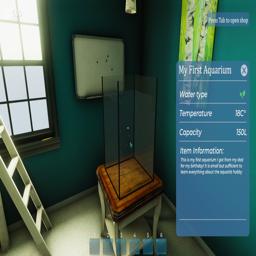 Press Tab to open shop
My First Aquarium
Water type
Temperature 18C°
Capacity 150L
Item Information:
This is my first aquarium! I got from my dad
for my birthday! It is small but sufficient to
learn everything about the aquarists hobby